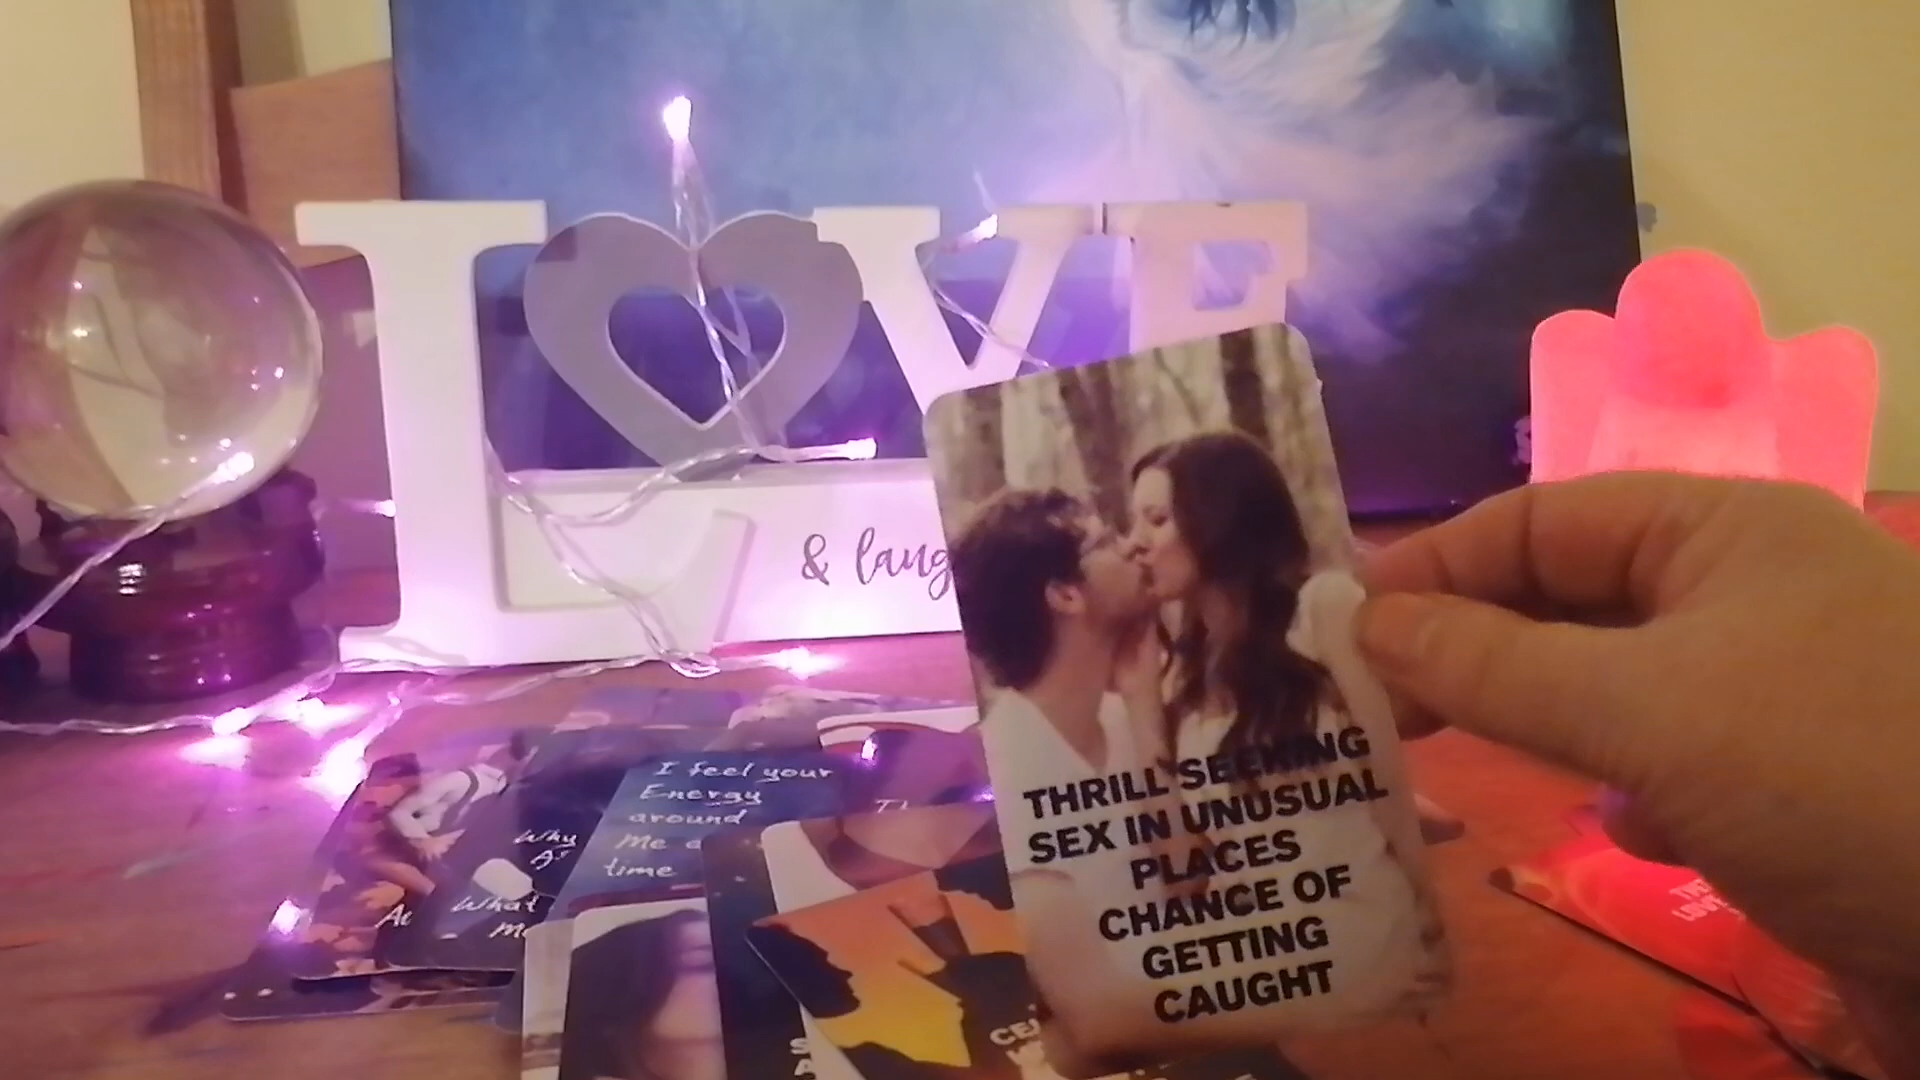 LOVE
& laug
THRILL SEEKING
SEX IN UNUSUAL
PLACES
CHANCE OF
GETTING
CAUGHT
I feel your
Energy
around
Me
time
Why
What